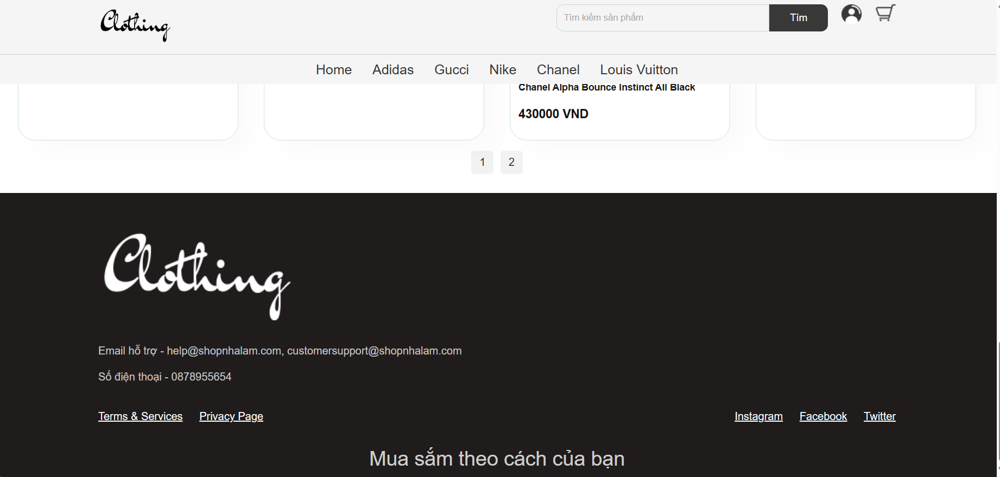 Clothing
Tìm kiếm sản phẩm
Tìm
Home Adidas Gucci Nike Chanel Louis Vuitton
Chanel Alpha Bounce Instinct All Black
430000 VND
1 2
Clothing
Email hỗ trợ - help@shopnhalam.com, customersupport@shopnhalam.com
Số điện thoại - 0878955654
Terms & Services Privacy Page Instagram Facebook Twitter
Mua sắm theo cách của bạn